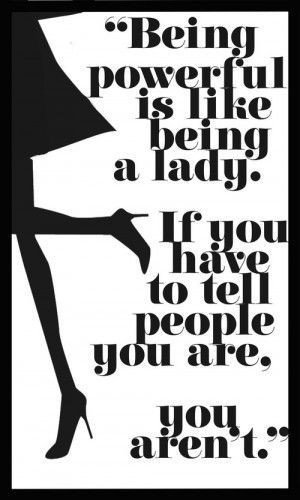 “Being
powerful
is like
being
a lady.
If you
have
to tell
people
you are,
you
aren't.”